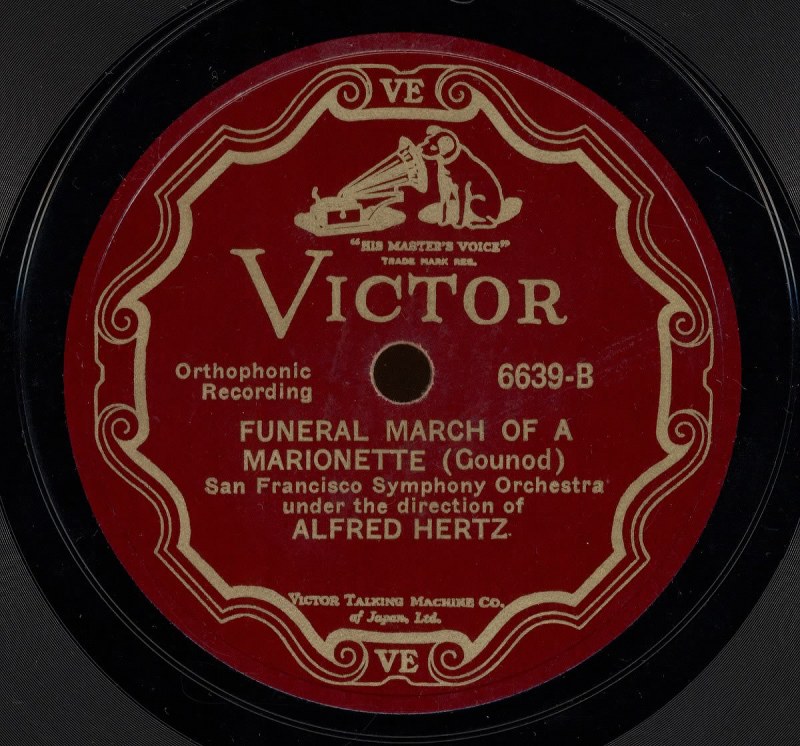 VE
"HIS MASTER'S VOICE"
TRADE MARK REG.
VICTOR
Orthophonic
Recording
6639-B
FUNERAL MARCH OF A
MARIONETTE (Gounod)
San Francisco Symphony Orchestra
under the direction of
ALFRED HERTZ
VICTOR TALKING MACHINE CO.
of Japan, Ltd.
VE